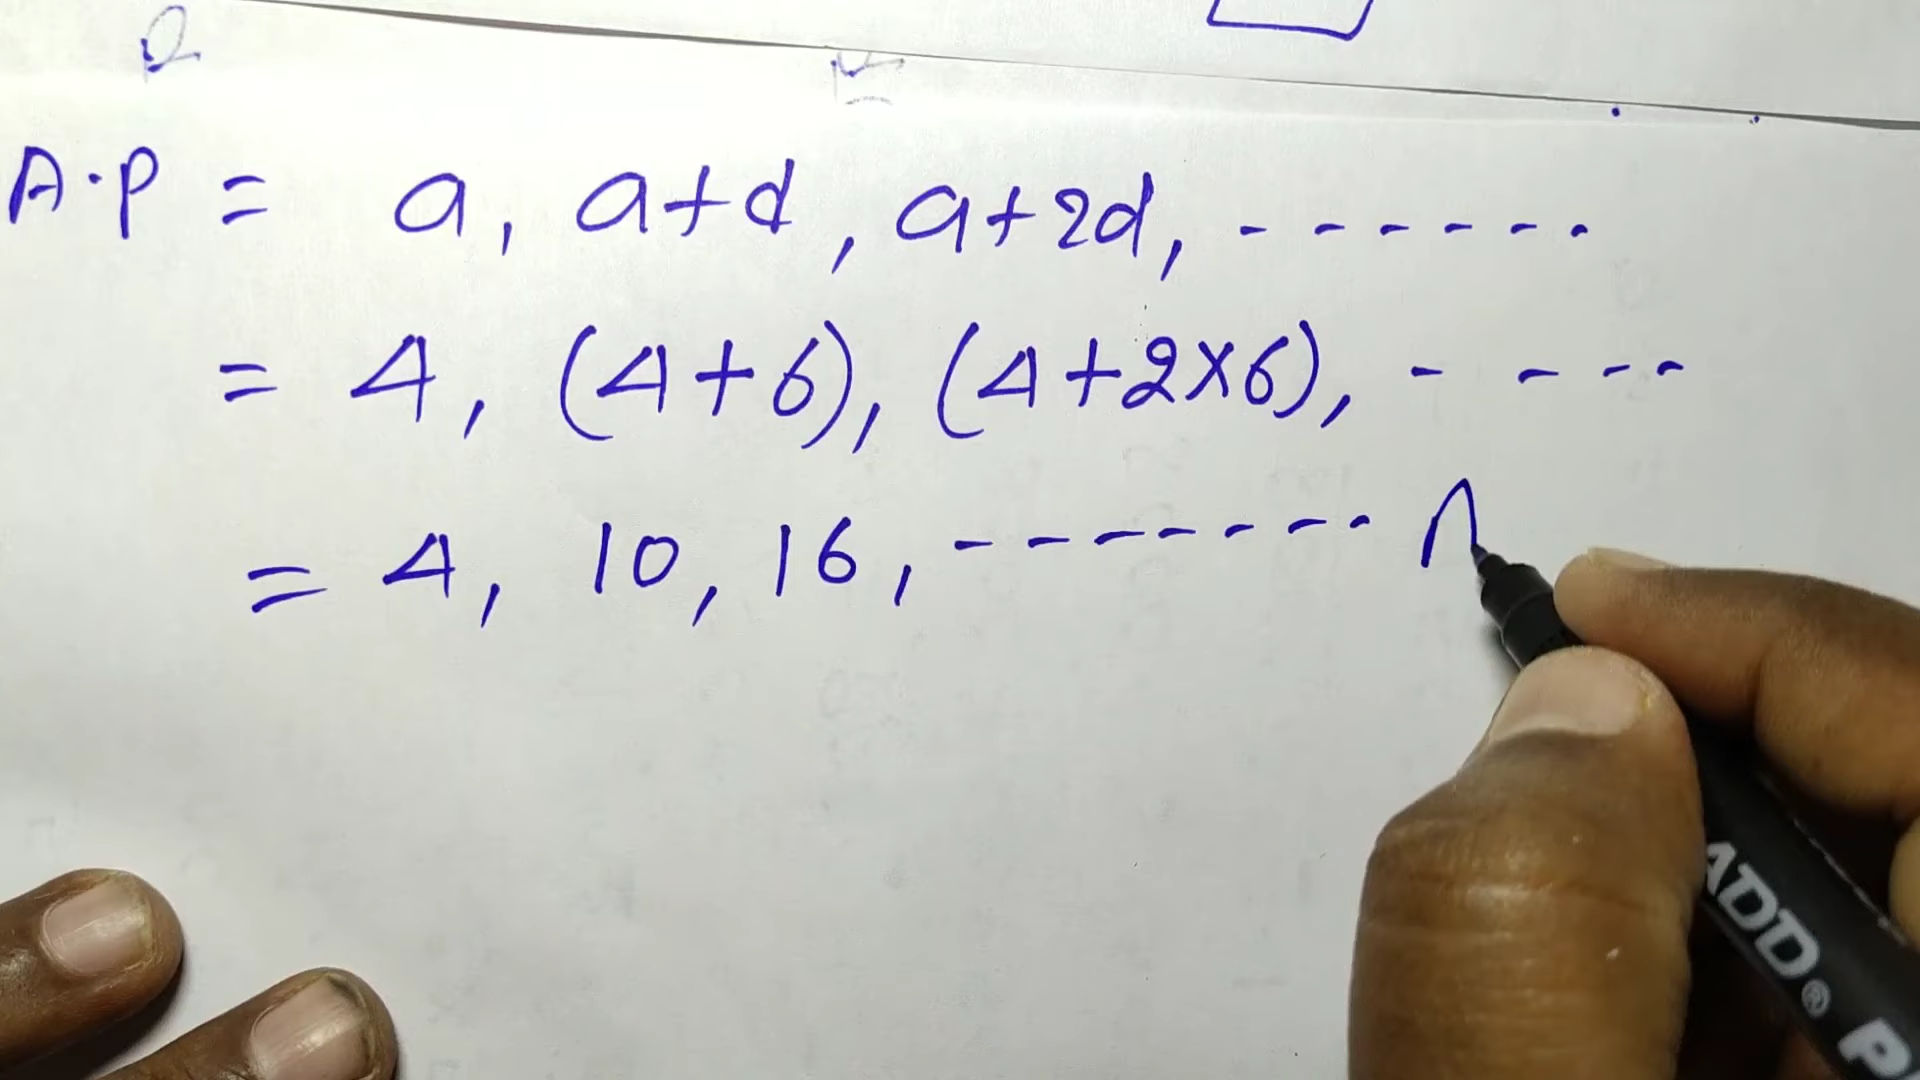 A.P = a, a+d, a+2d, ------
= 4, (4+6), (4+2×6), - ----
= 4, 10, 16, --------
ADD® P